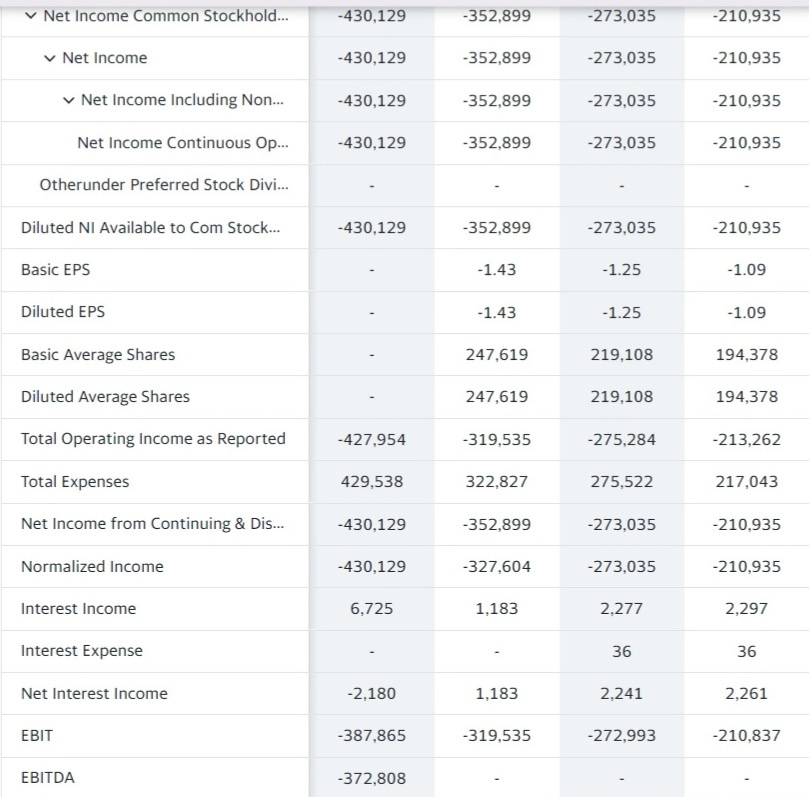 Net Income Common Stockhold... -430,129 -352,899 -273,035 -210,935
Net Income -430,129 -352,899 -273,035 -210,935
Net Income Including Non... -430,129 -352,899 -273,035 -210,935
Net Income Continuous Op... -430,129 -352,899 -273,035 -210,935
Otherunder Preferred Stock Divi... - - - -
Diluted NI Available to Com Stock... -430,129 -352,899 -273,035 -210,935
Basic EPS - -1.43 -1.25 -1.09
Diluted EPS - -1.43 -1.25 -1.09
Basic Average Shares - 247,619 219,108 194,378
Diluted Average Shares - 247,619 219,108 194,378
Total Operating Income as Reported -427,954 -319,535 -275,284 -213,262
Total Expenses 429,538 322,827 275,522 217,043
Net Income from Continuing & Dis... -430,129 -352,899 -273,035 -210,935
Normalized Income -430,129 -327,604 -273,035 -210,935
Interest Income 6,725 1,183 2,277 2,297
Interest Expense - - 36 36
Net Interest Income -2,180 1,183 2,241 2,261
EBIT -387,865 -319,535 -272,993 -210,837
EBITDA -372,808 - - -